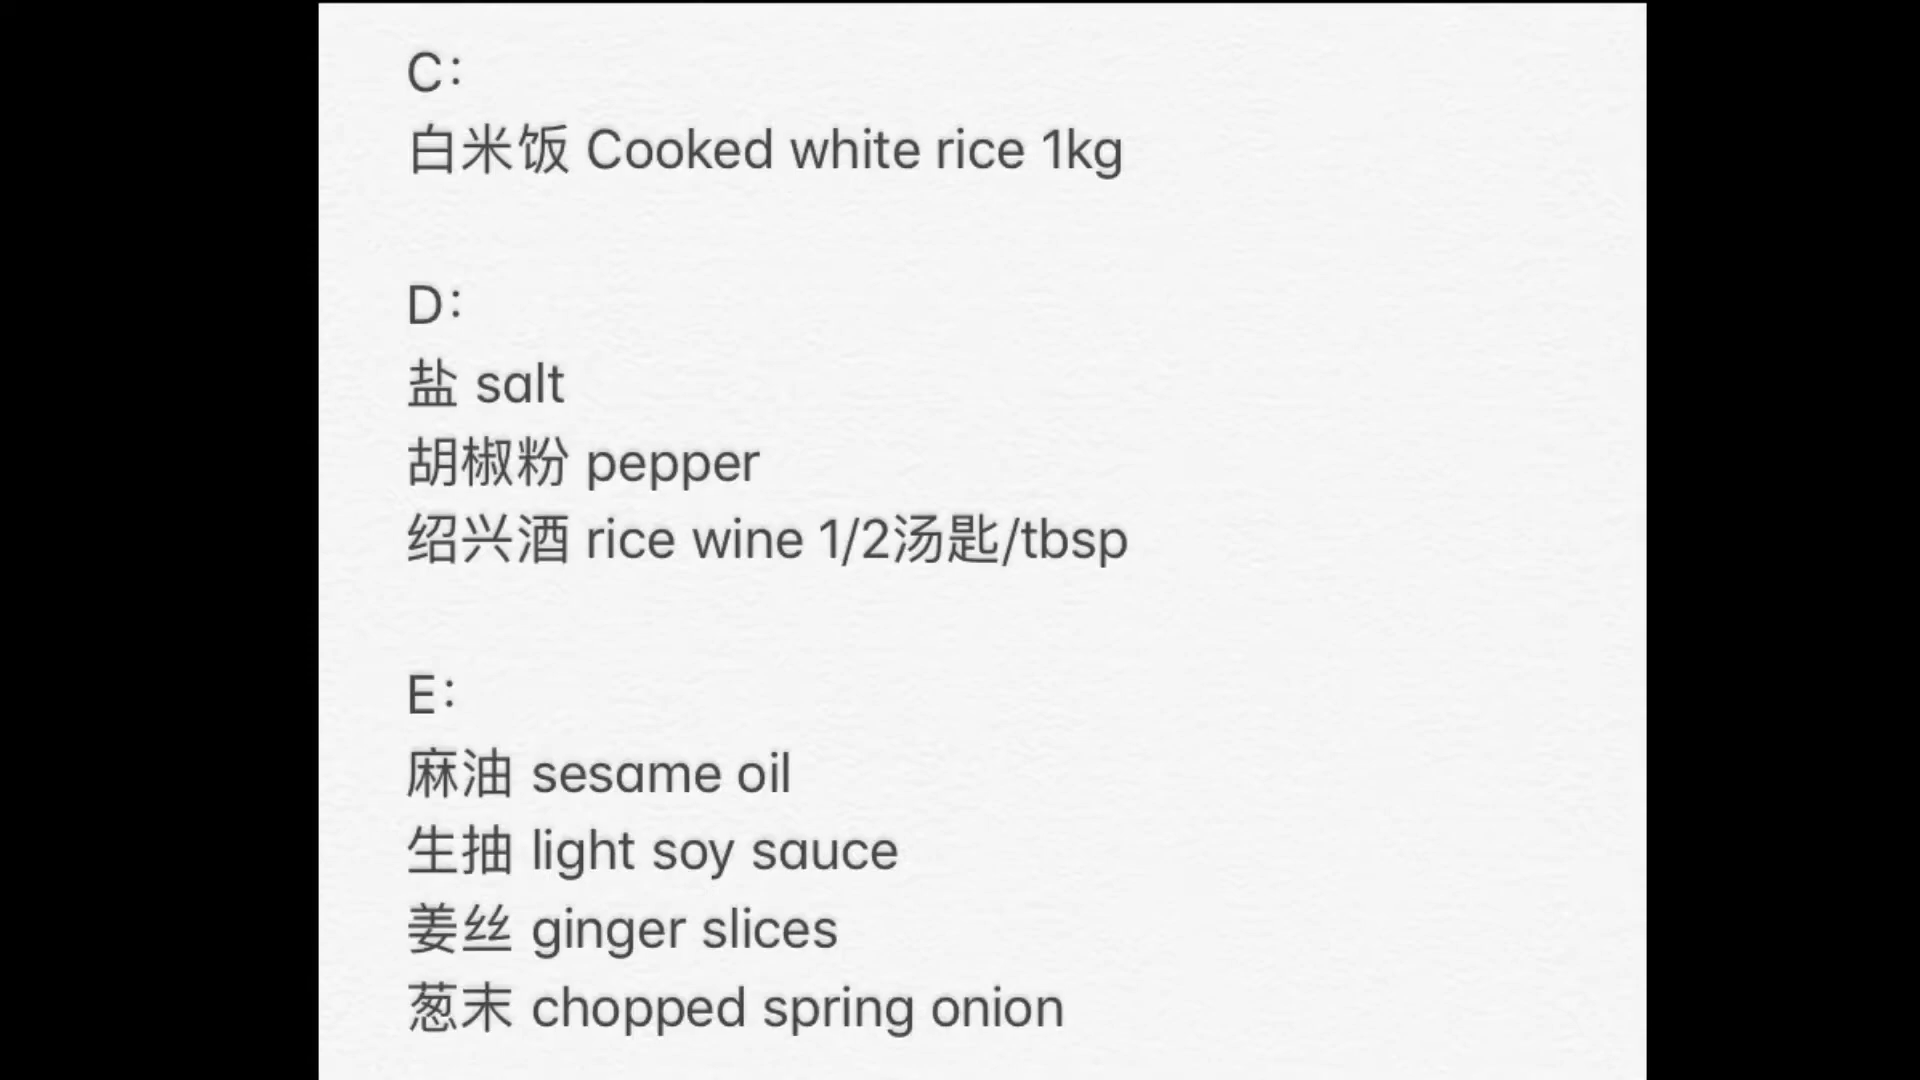 C：
白米饭 Cooked white rice 1kg
D：
盐 salt
胡椒粉 pepper
绍兴酒 rice wine 1/2汤匙/tbsp
E：
麻油 sesame oil
生抽 light soy sauce
姜丝 ginger slices
葱末 chopped spring onion